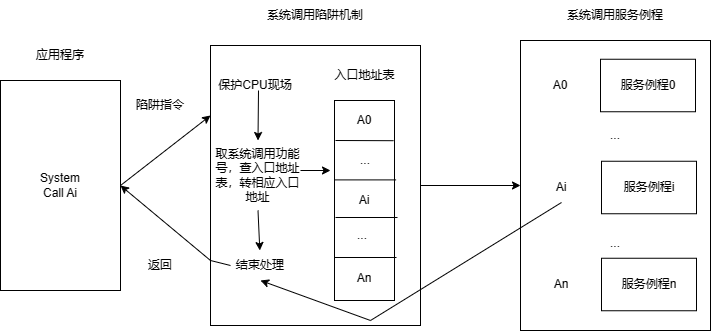 系统调用陷阱机制
系统调用服务例程
应用程序
System
Call Ai
陷阱指令
返回
保护CPU现场
取系统调用功能
号，查入口地址
表，转相应入口
地址
结束处理
入口地址表
A0
...
Ai
...
An
A0
服务例程0
...
Ai
服务例程i
...
An
服务例程n